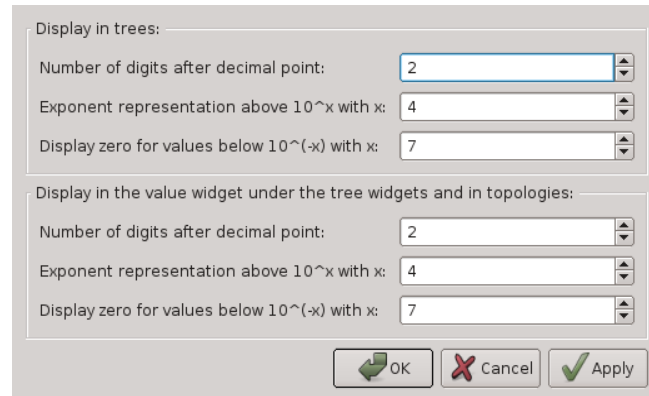 Display in trees:
Number of digits after decimal point: 2
Exponent representation above 10^x with x: 4
Display zero for values below 10^(-x) with x: 7
Display in the value widget under the tree widgets and in topologies:
Number of digits after decimal point: 2
Exponent representation above 10^x with x: 4
Display zero for values below 10^(-x) with x: 7
OK Cancel Apply